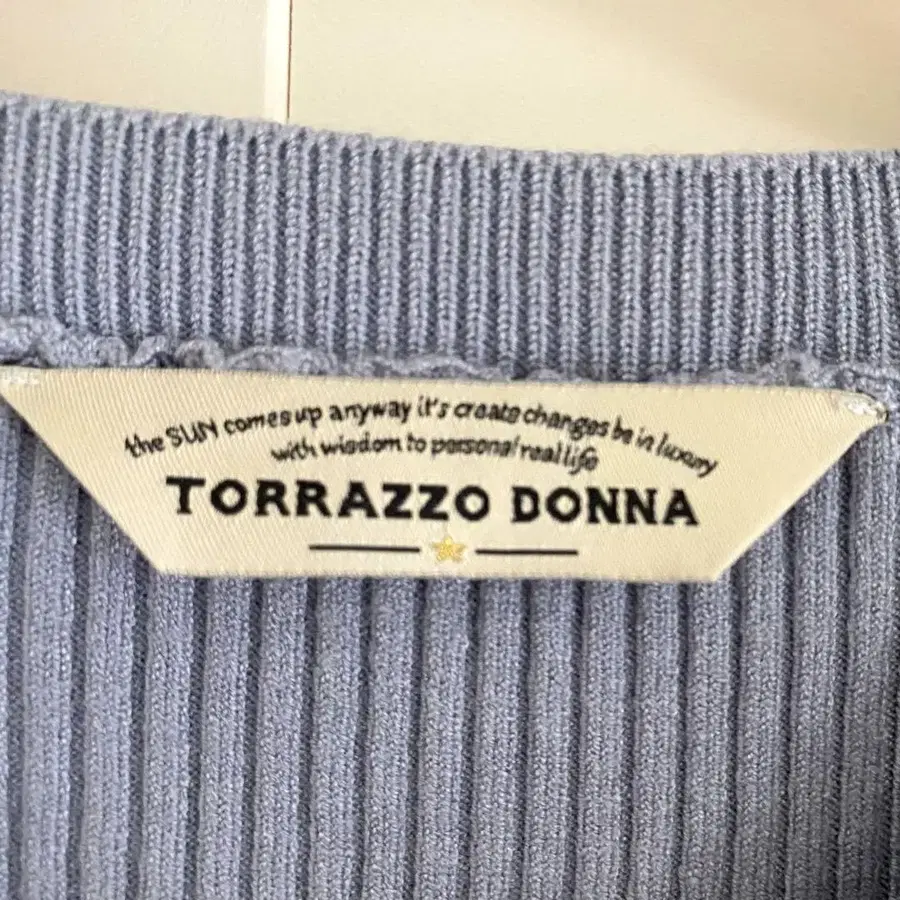 the SUN comes up anyway it's create changes be in luxury
with wisdom to personal real life
TORRAZZO DONNA